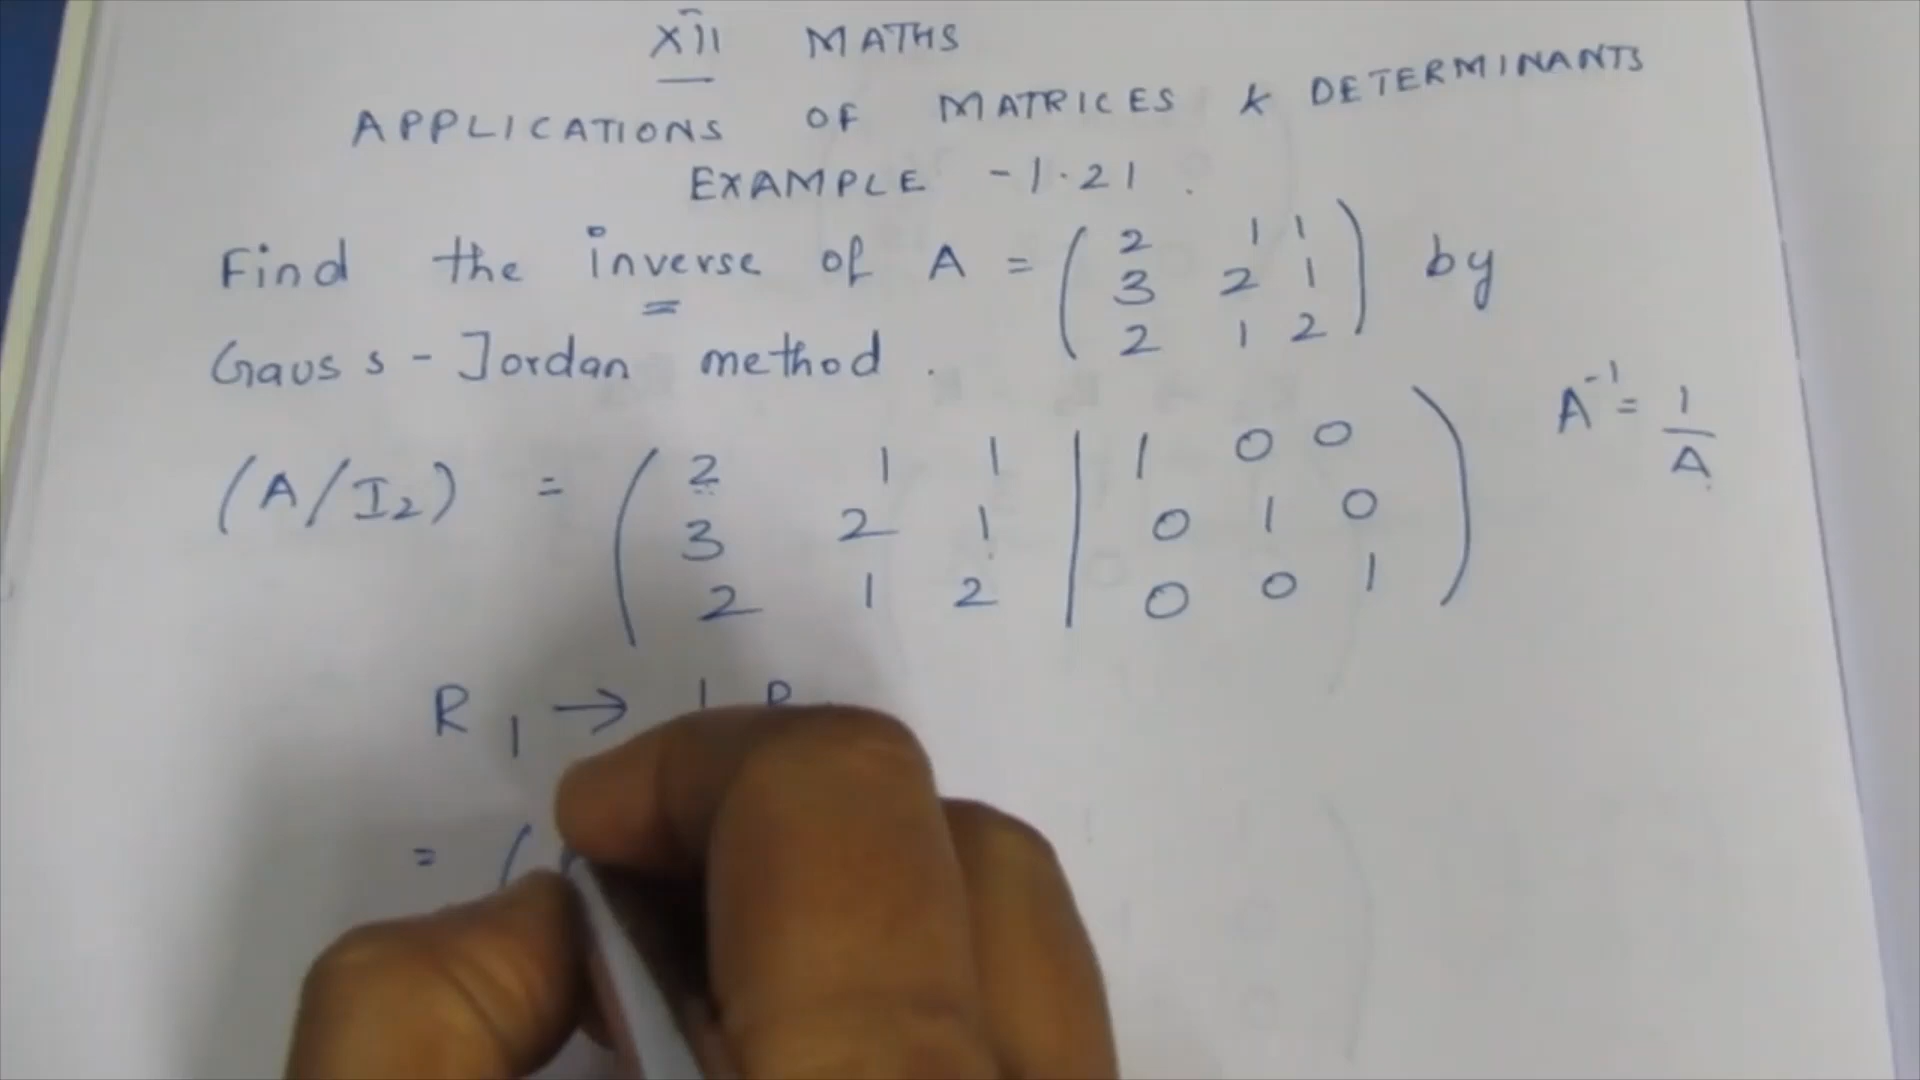 XII MATHS
APPLICATIONS OF MATRICES & DETERMINANTS
EXAMPLE - 1.21.
Find the inverse of A = ( 2 1 1 by
3 2 1
2 1 2 )
Gauss - Jordan method.
A⁻¹ = 1
A
(A/I₂) = ( 2 1 1 | 1 0 0
3 2 1 | 0 1 0
2 1 2 | 0 0 1 )
R₁ →
= (